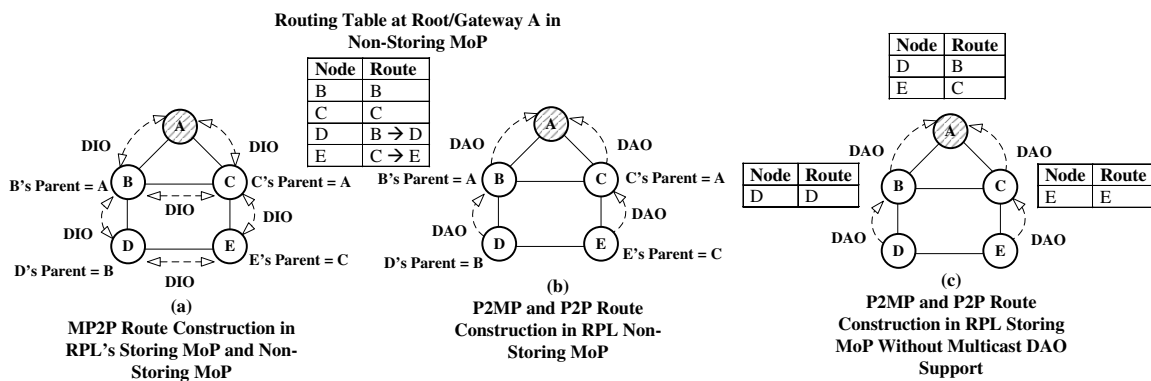 Routing Table at Root/Gateway A in
Non-Storing MoP
Node Route
B B
C C
D B → D
E C → E
A
DIO
DIO
B's Parent = A
B
C
C's Parent = A
DIO
DIO
DIO
D
E
D's Parent = B
DIO
E's Parent = C
(a)
MP2P Route Construction in
RPL's Storing MoP and Non-
Storing MoP
A
DAO
DAO
B's Parent = A
B
C
C's Parent = A
DAO
DAO
D
E
D's Parent = B
E's Parent = C
(b)
P2MP and P2P Route
Construction in RPL Non-
Storing MoP
Node Route
D B
E C
A
DAO
DAO
Node Route
D D
B
C
Node Route
E E
DAO
DAO
D
E
(c)
P2MP and P2P Route
Construction in RPL Storing
MoP Without Multicast DAO
Support